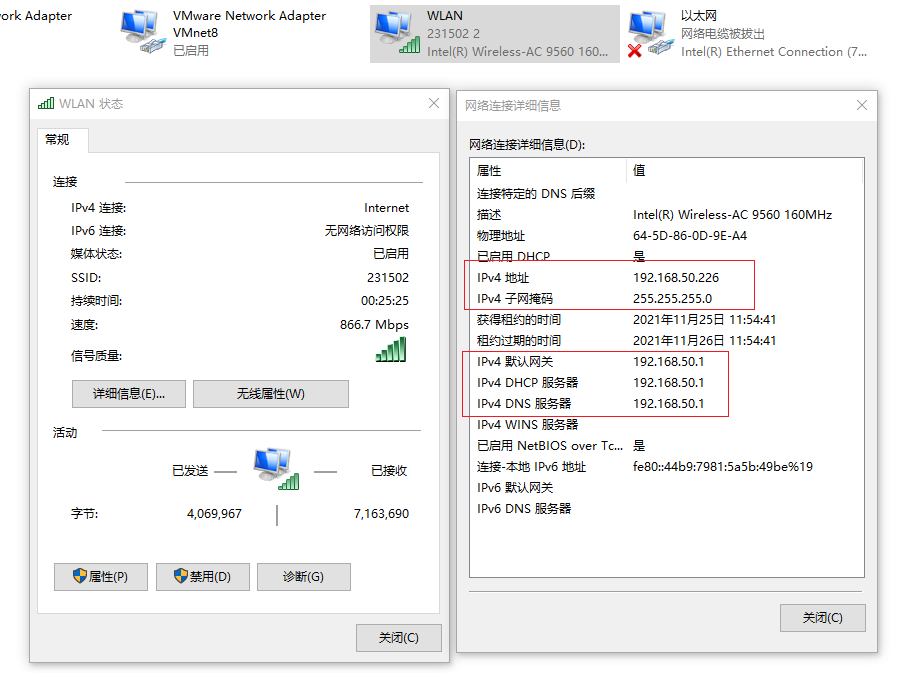 ork Adapter
VMware Network Adapter
VMnet8
已启用
WLAN
231502 2
Intel(R) Wireless-AC 9560 160...
以太网
网络电缆被拔出
Intel(R) Ethernet Connection (7...
WLAN 状态
常规
连接
IPv4 连接: Internet
IPv6 连接: 无网络访问权限
媒体状态: 已启用
SSID: 231502
持续时间: 00:25:25
速度: 866.7 Mbps
信号质量:
详细信息(E)... 无线属性(W)
活动
已发送 已接收
字节: 4,069,967 7,163,690
属性(P) 禁用(D) 诊断(G)
关闭(C)
网络连接详细信息
网络连接详细信息(D):
属性 值
连接特定的 DNS 后缀
描述 Intel(R) Wireless-AC 9560 160MHz
物理地址 64-5D-86-0D-9E-A4
已启用 DHCP 是
IPv4 地址 192.168.50.226
IPv4 子网掩码 255.255.255.0
获得租约的时间 2021年11月25日 11:54:41
租约过期的时间 2021年11月26日 11:54:41
IPv4 默认网关 192.168.50.1
IPv4 DHCP 服务器 192.168.50.1
IPv4 DNS 服务器 192.168.50.1
IPv4 WINS 服务器
已启用 NetBIOS over Tc... 是
连接-本地 IPv6 地址 fe80::44b9:7981:5a5b:49be%19
IPv6 默认网关
IPv6 DNS 服务器
关闭(C)